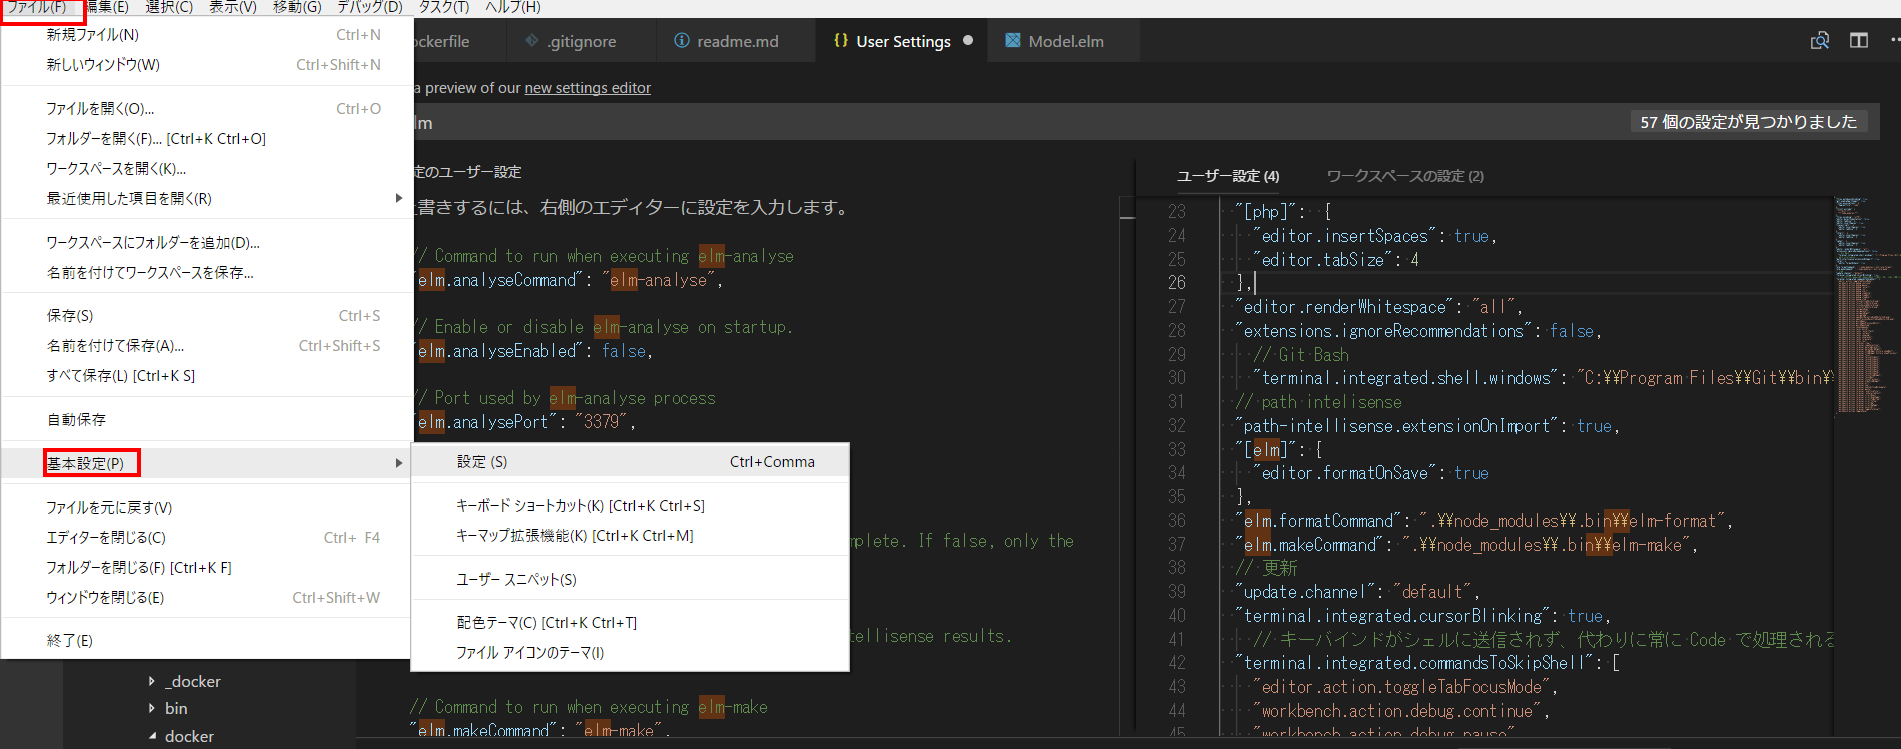 ファイル(F) 編集(E) 選択(C) 表示(V) 移動(G) デバッグ(D) タスク(T) ヘルプ(H)
新規ファイル(N) Ctrl+N
新しいウィンドウ(W) Ctrl+Shift+N
ファイルを開く(O)... Ctrl+O
フォルダーを開く(F)... [Ctrl+K Ctrl+O]
ワークスペースを開く(K)...
最近使用した項目を開く(R)
ワークスペースにフォルダーを追加(D)...
名前を付けてワークスペースを保存...
保存(S) Ctrl+S
名前を付けて保存(A)... Ctrl+Shift+S
すべて保存(L) [Ctrl+K S]
自動保存
基本設定(P)
ファイルを元に戻す(V)
エディターを閉じる(C) Ctrl+ F4
フォルダーを閉じる(F) [Ctrl+K F]
ウィンドウを閉じる(E) Ctrl+Shift+W
終了(E)
設定 (S) Ctrl+Comma
キーボード ショートカット(K) [Ctrl+K Ctrl+S]
キーマップ拡張機能(K) [Ctrl+K Ctrl+M]
ユーザー スニペット(S)
配色テーマ(C) [Ctrl+K Ctrl+T]
ファイル アイコンのテーマ(I)
_docker
bin
docker
ockerfile .gitignore readme.md {} User Settings Model.elm
a preview of our new settings editor
lm 57 個の設定が見つかりました
定のユーザー設定
書きするには、右側のエディターに設定を入力します。
// Command to run when executing elm-analyse
"elm.analyseCommand": "elm-analyse",
// Enable or disable elm-analyse on startup.
"elm.analyseEnabled": false,
// Port used by elm-analyse process
"elm.analysePort": "3379",
mplete. If false, only the
tellisense results.
// Command to run when executing elm-make
"elm.makeCommand": "elm-make",
ユーザー設定 (4) ワークスペースの設定 (2)
23 "[php]": {
24 "editor.insertSpaces": true,
25 "editor.tabSize": 4
26 },
27 "editor.renderWhitespace": "all",
28 "extensions.ignoreRecommendations": false,
29 // Git Bash
30 "terminal.integrated.shell.windows": "C:¥¥Program Files¥¥Git¥¥bin¥
31 // path intelisense
32 "path-intellisense.extensionOnImport": true,
33 "[elm]": {
34 "editor.formatOnSave": true
35 },
36 "elm.formatCommand": ".¥¥node_modules¥¥.bin¥¥elm-format",
37 "elm.makeCommand": ".¥¥node_modules¥¥.bin¥¥elm-make",
38 // 更新
39 "update.channel": "default",
40 "terminal.integrated.cursorBlinking": true,
41 // キーバインドがシェルに送信されず、代わりに常に Code で処理される
42 "terminal.integrated.commandsToSkipShell": [
43 "editor.action.toggleTabFocusMode",
44 "workbench.action.debug.continue",
45 "workbench.action.debug.pause"